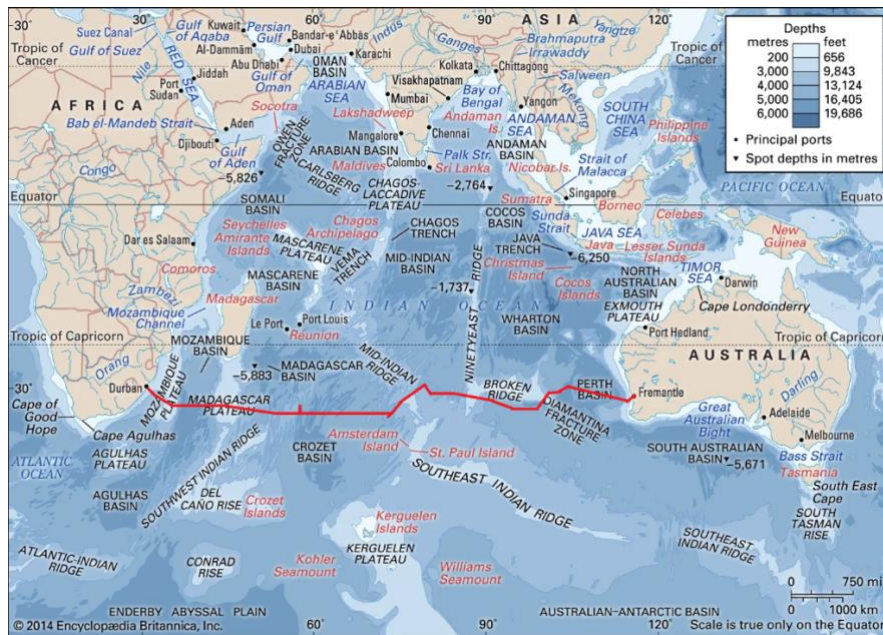 30°
60°
90°
ASIA
120°
30°
Suez Canal
Gulf of Aqaba
Gulf of Suez
Kuwait
Persian
Gulf
Bandar-e ʿAbbās
Al-Dammām
Dubai
Abu Dhabi
Gulf of
Oman
OMAN
BASIN
Karachi
Indus
Ganges
Brahmaputra
Irrawaddy
Yangtze
Tropic of
Cancer
Tropic of
Cancer
Nile
RED SEA
Jiddah
Port
Sudan
ARABIAN
SEA
Kolkata
Chittagong
Visakhapatnam
Mumbai
Salween
Mekong
Bay of
Bengal
Yangon
AFRICA
Socotra
Lakshadweep
Andaman
Is.
ANDAMAN
SEA
SOUTH
CHINA
SEA
Philippine
Islands
Bab el-Mandeb Strait
Aden
Djibouti
Gulf
of Aden
OWEN
FRACTURE
ZONE
CARLSBERG
RIDGE
ARABIAN BASIN
Mangalore
Chennai
ANDAMAN
BASIN
Colombo
Palk Str.
Sri Lanka
Nicobar Is.
Strait of
Malacca
Maldives
Congo
–5,826
CHAGOS-
LACCADIVE
PLATEAU
–2,764
Singapore
PACIFIC OCEAN
Equator
Equator
SOMALI
BASIN
Sumatra
Borneo
Celebes
Seychelles
Amirante
Islands
Chagos
Archipelago
CHAGOS
TRENCH
COCOS
BASIN
Sunda
Strait
JAVA SEA
Java
Lesser Sunda
Islands
New
Guinea
Dar es Salaam
MASCARENE
PLATEAU
VEMA
TRENCH
MID-INDIAN
BASIN
JAVA
TRENCH
–6,250
Comoros
MASCARENE
BASIN
Christmas
Island
Cocos
Islands
NORTH
AUSTRALIAN
BASIN
TIMOR
SEA
Darwin
Zambezi
Mozambique
Channel
Madagascar
–1,737
INDIAN OCEAN
NINETYEAST RIDGE
EXMOUTH
PLATEAU
Cape Londonderry
Le Port
Port Louis
Réunion
WHARTON
BASIN
Port Hedland
Tropic of Capricorn
Tropic of Capricorn
MOZAMBIQUE
BASIN
AUSTRALIA
Orang
–5,883
MADAGASCAR
BASIN
MID-INDIAN
RIDGE
30°
30°
Durban
MOZAMBIQUE
PLATEAU
MADAGASCAR
PLATEAU
BROKEN
RIDGE
PERTH
BASIN
Fremantle
Darling
Cape of
Good
Hope
Cape Agulhas
DIAMANTINA
FRACTURE
ZONE
Great
Australian
Bight
Adelaide
AGULHAS
PLATEAU
CROZET
BASIN
Amsterdam
Island
St. Paul Island
SOUTH AUSTRALIAN
BASIN
–5,671
Melbourne
Bass Strait
Tasmania
ATLANTIC
OCEAN
SOUTHWEST INDIAN RIDGE
SOUTHEAST INDIAN RIDGE
AGULHAS
BASIN
DEL
CAÑO RISE
Crozet
Islands
South East
Cape
SOUTH
TASMAN
RISE
Kerguelen
Islands
KERGUELEN
PLATEAU
SOUTHEAST
INDIAN RIDGE
ATLANTIC-INDIAN
RIDGE
CONRAD
RISE
Kohler
Seamount
Williams
Seamount
0 750 mi
0 1000 km
ENDERBY ABYSSAL PLAIN
60°
90°
AUSTRALIAN-ANTARCTIC BASIN
120°
© 2014 Encyclopædia Britannica, Inc.
Scale is true only on the Equator
Depths
metres feet
200 656
3,000 9,843
4,000 13,124
5,000 16,405
6,000 19,686
Principal ports
Spot depths in metres